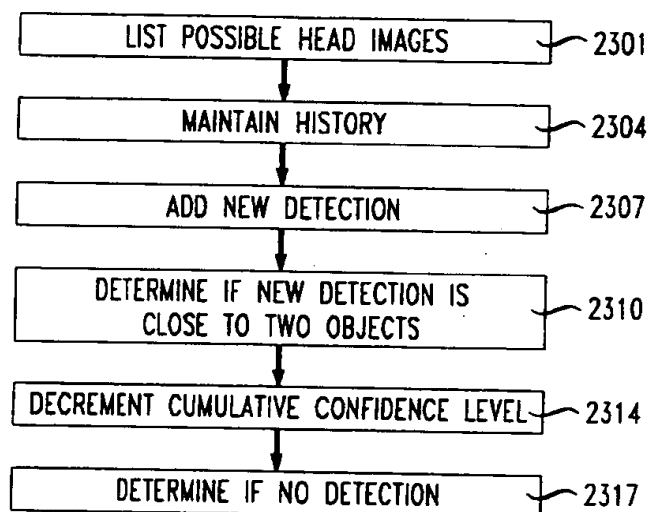 LIST POSSIBLE HEAD IMAGES 2301
MAINTAIN HISTORY 2304
ADD NEW DETECTION 2307
DETERMINE IF NEW DETECTION IS
CLOSE TO TWO OBJECTS 2310
DECREMENT CUMULATIVE CONFIDENCE LEVEL 2314
DETERMINE IF NO DETECTION 2317